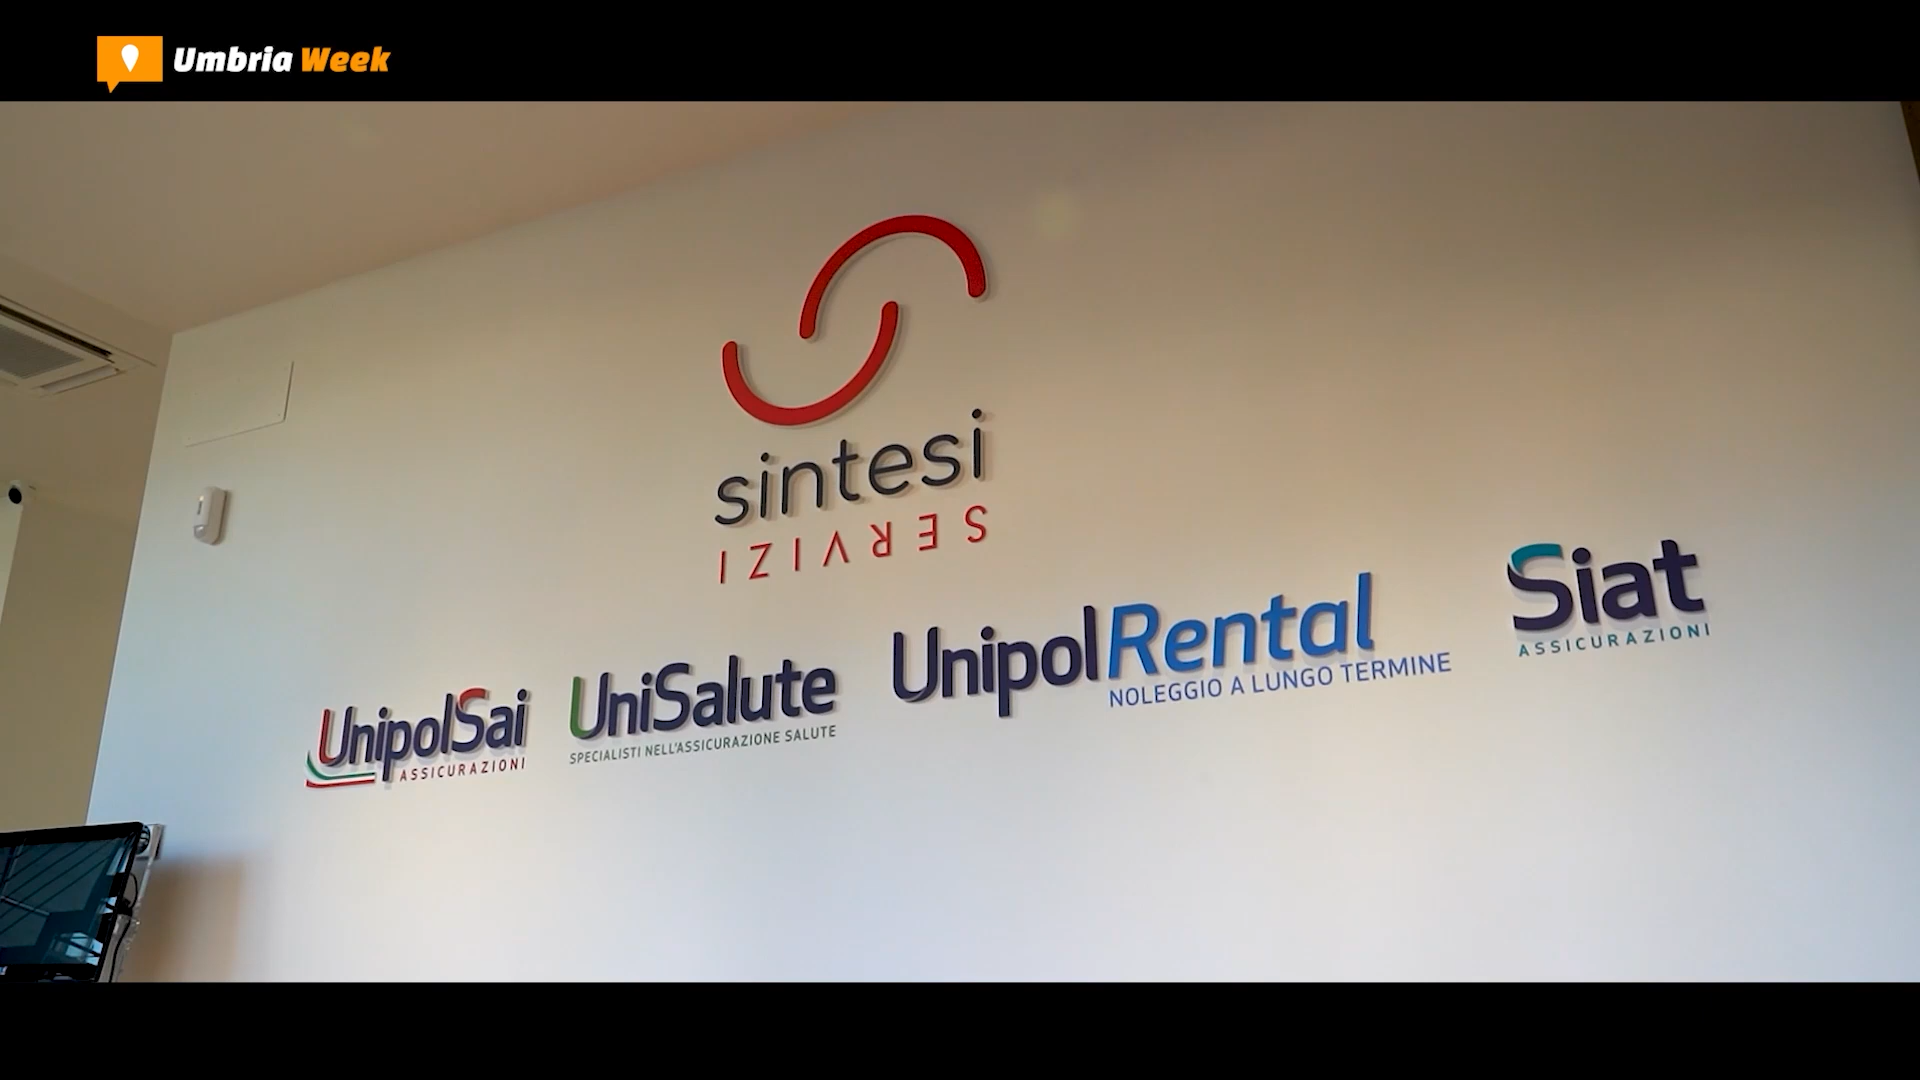 Umbria Week
sintesi
SERVIZI
UnipolSai
ASSICURAZIONI
UniSalute
SPECIALISTI NELL'ASSICURAZIONE SALUTE
UnipolRental
NOLEGGIO A LUNGO TERMINE
Siat
ASSICURAZIONI